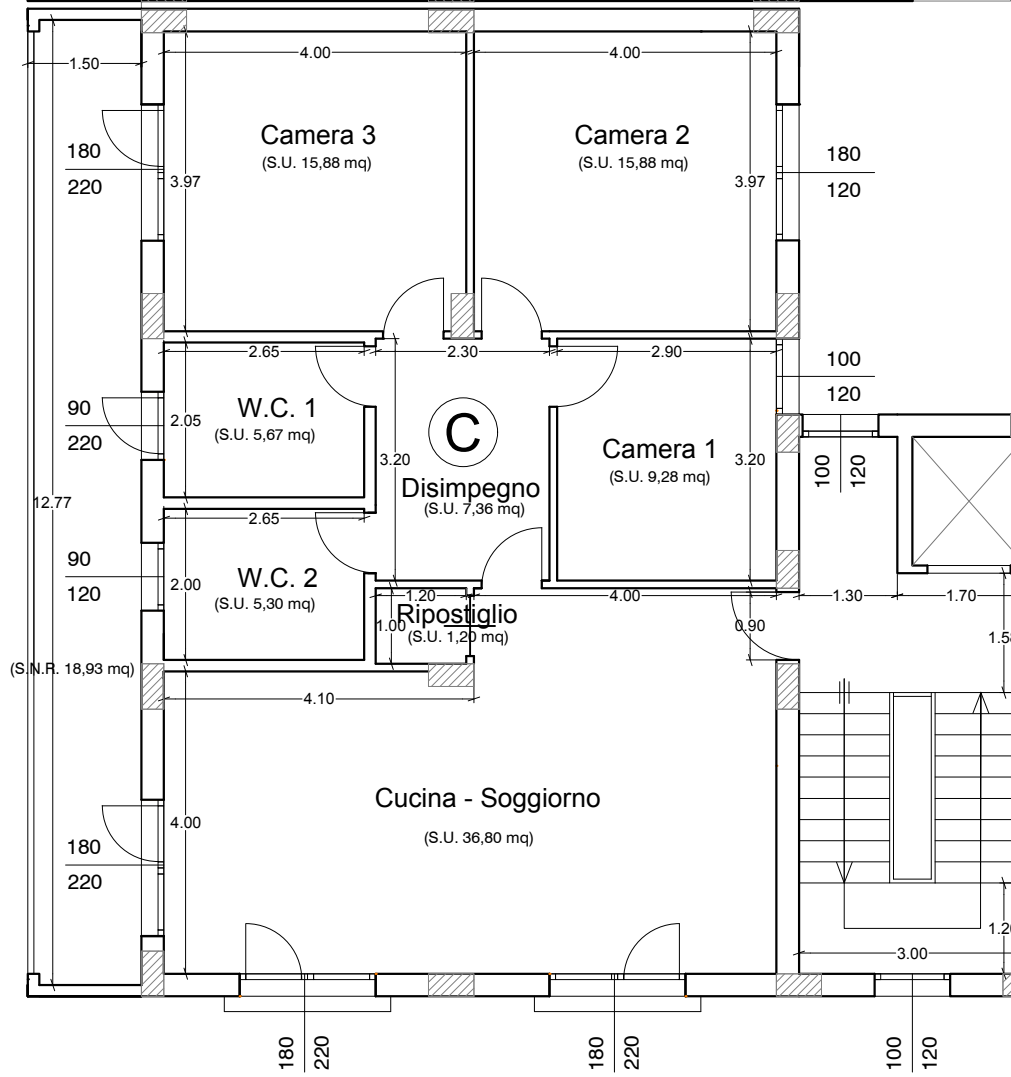 4.00
4.00
1.50
Camera 3
(S.U. 15,88 mq)
Camera 2
(S.U. 15,88 mq)
180
220
3.97
3.97
180
120
2.65
2.30
2.90
100
120
90
220
2.05
W.C. 1
(S.U. 5,67 mq)
C
Camera 1
(S.U. 9,28 mq)
3.20
3.20
100
120
Disimpegno
(S.U. 7,36 mq)
12.77
2.65
90
120
2.00
W.C. 2
(S.U. 5,30 mq)
1.20
4.00
1.30
1.70
Ripostiglio
(S.U. 1,20 mq)
1.00
0.90
(S.N.R. 18,93 mq)
4.10
Cucina - Soggiorno
(S.U. 36,80 mq)
4.00
180
220
1.20
3.00
180
220
180
220
100
120